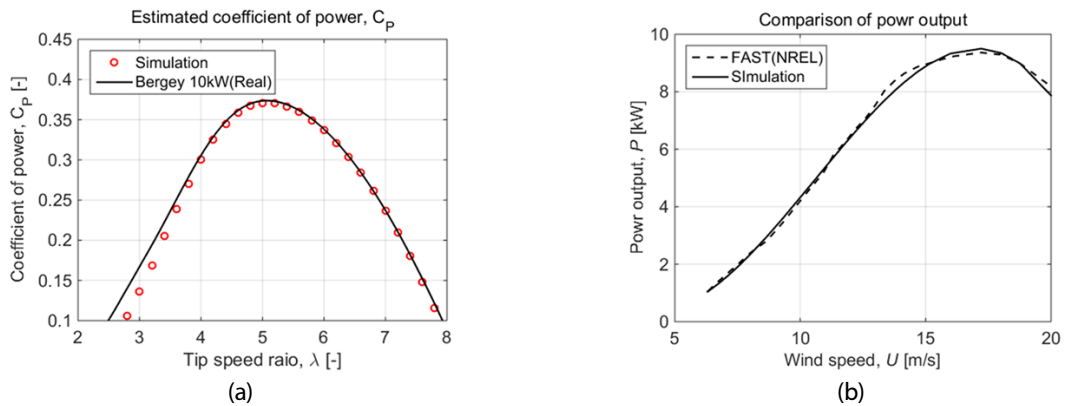 Estimated coefficient of power, C_P
Simulation
Bergey 10kW(Real)
Coefficient of power, C_P [-]
0.45
0.4
0.35
0.3
0.25
0.2
0.15
0.1
2 3 4 5 6 7 8
Tip speed raio, λ [-]
(a)
Comparison of powr output
FAST(NREL)
SImulation
Powr output, P [kW]
10
8
6
4
2
0
5 10 15 20
Wind speed, U [m/s]
(b)